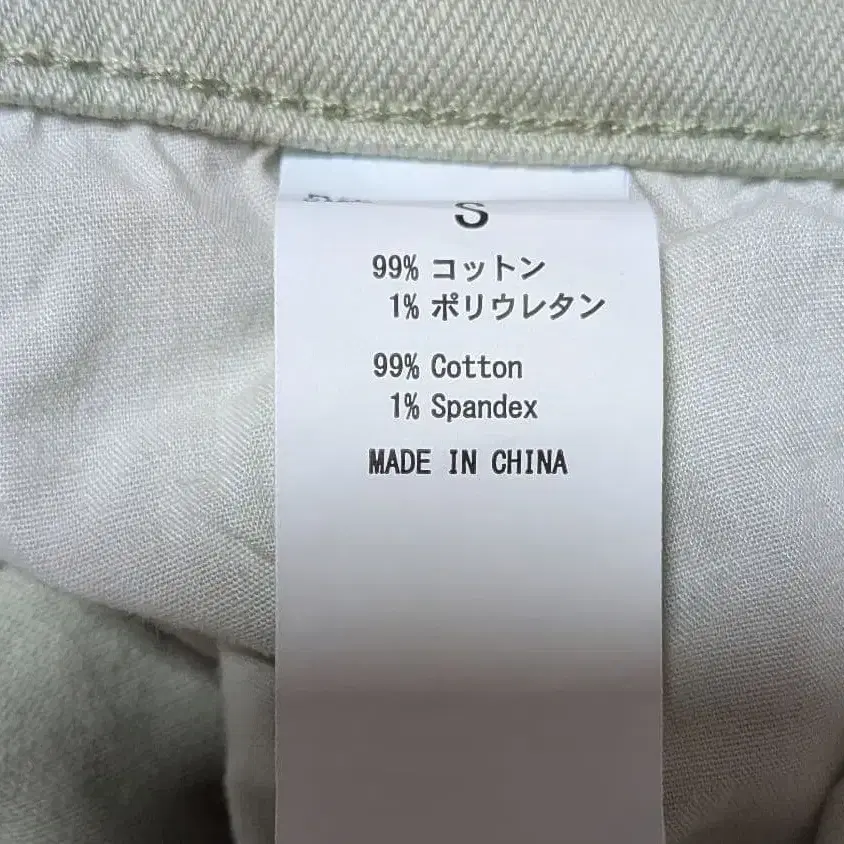 S
99% コットン
1% ポリウレタン
99% Cotton
1% Spandex
MADE IN CHINA